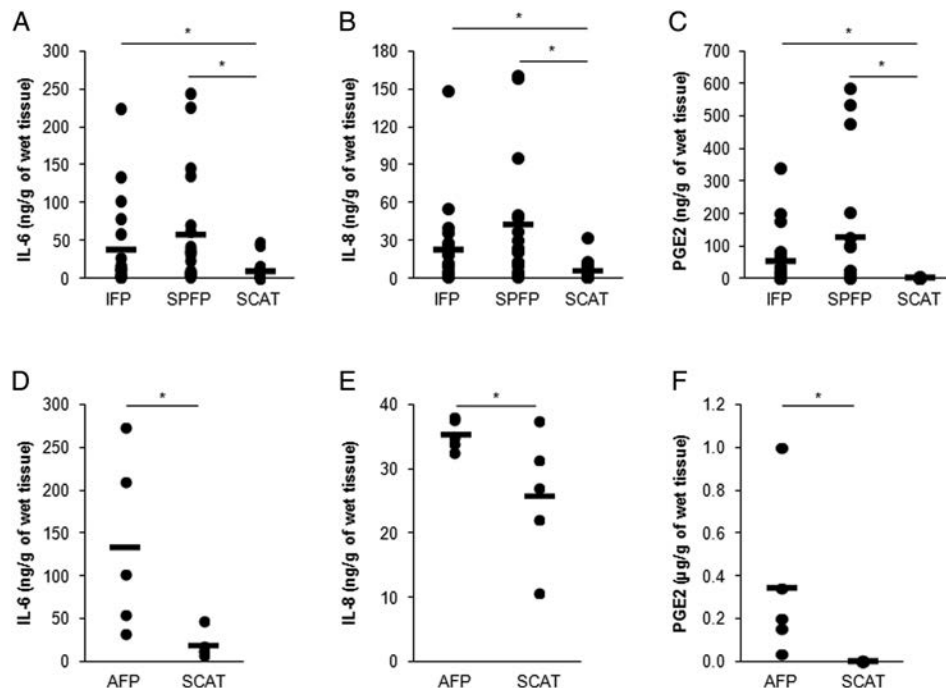 A
*
*
IL-6 (ng/g of wet tissue)
300
250
200
150
100
50
0
IFP SPFP SCAT
B
*
*
IL-8 (ng/g of wet tissue)
180
150
120
90
60
30
0
IFP SPFP SCAT
C
*
*
PGE2 (ng/g of wet tissue)
700
600
500
400
300
200
100
0
IFP SPFP SCAT
D
*
IL-6 (ng/g of wet tissue)
300
250
200
150
100
50
0
AFP SCAT
E
*
IL-8 (ng/g of wet tissue)
40
30
20
10
0
AFP SCAT
F
*
PGE2 (µg/g of wet tissue)
1.2
1.0
0.8
0.6
0.4
0.2
0.0
AFP SCAT